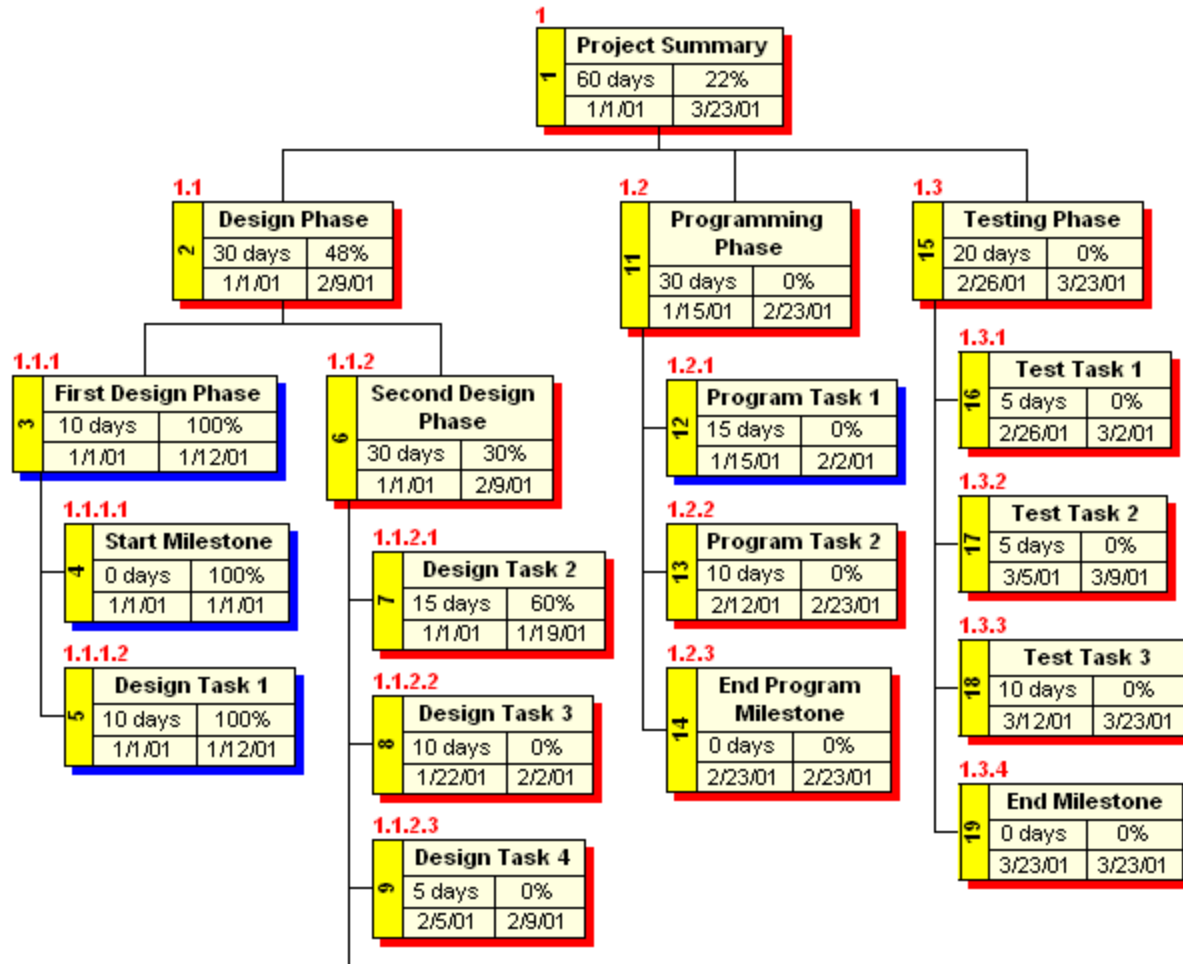 1
1
Project Summary
60 days 22%
1/1/01 3/23/01
1.1
2
Design Phase
30 days 48%
1/1/01 2/9/01
1.1.1
3
First Design Phase
10 days 100%
1/1/01 1/12/01
1.1.1.1
4
Start Milestone
0 days 100%
1/1/01 1/1/01
1.1.1.2
5
Design Task 1
10 days 100%
1/1/01 1/12/01
1.1.2
6
Second Design
Phase
30 days 30%
1/1/01 2/9/01
1.1.2.1
7
Design Task 2
15 days 60%
1/1/01 1/19/01
1.1.2.2
8
Design Task 3
10 days 0%
1/22/01 2/2/01
1.1.2.3
9
Design Task 4
5 days 0%
2/5/01 2/9/01
1.2
11
Programming
Phase
30 days 0%
1/15/01 2/23/01
1.2.1
12
Program Task 1
15 days 0%
1/15/01 2/2/01
1.2.2
13
Program Task 2
10 days 0%
2/12/01 2/23/01
1.2.3
14
End Program
Milestone
0 days 0%
2/23/01 2/23/01
1.3
15
Testing Phase
20 days 0%
2/26/01 3/23/01
1.3.1
16
Test Task 1
5 days 0%
2/26/01 3/2/01
1.3.2
17
Test Task 2
5 days 0%
3/5/01 3/9/01
1.3.3
18
Test Task 3
10 days 0%
3/12/01 3/23/01
1.3.4
19
End Milestone
0 days 0%
3/23/01 3/23/01